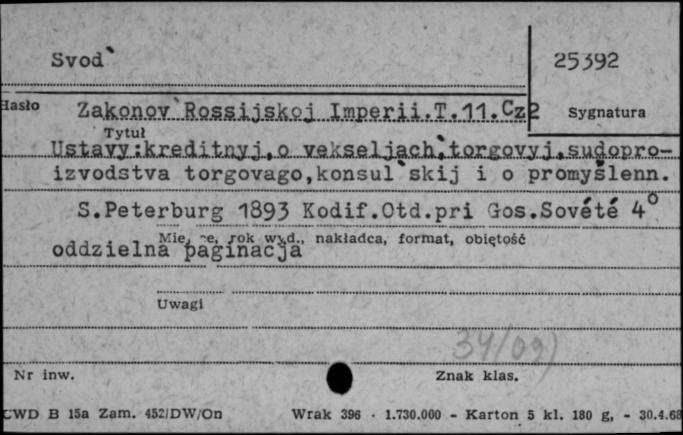 Svod`
25392
Hasło
Zakonov`Rossijskoj Imperii.T.11.Cz2
Sygnatura
Tytuł
Ustavy:kreditnyj,o vekseljach,torgovyj,sudopro-
izvodstva torgovago,konsul`skij i o promyšlenn.
S.Peterburg 1893 Kodif.Otd.pri Gos.Sovété 4°
Miejsce, rok wyd., nakładca, format, objętość
oddzielna paginacja
Uwagi
34/09)
Nr inw.
Znak klas.
CWD B 15a Zam. 452/DW/On
Wrak 396 · 1.730.000 - Karton 5 kl. 180 g, - 30.4.68